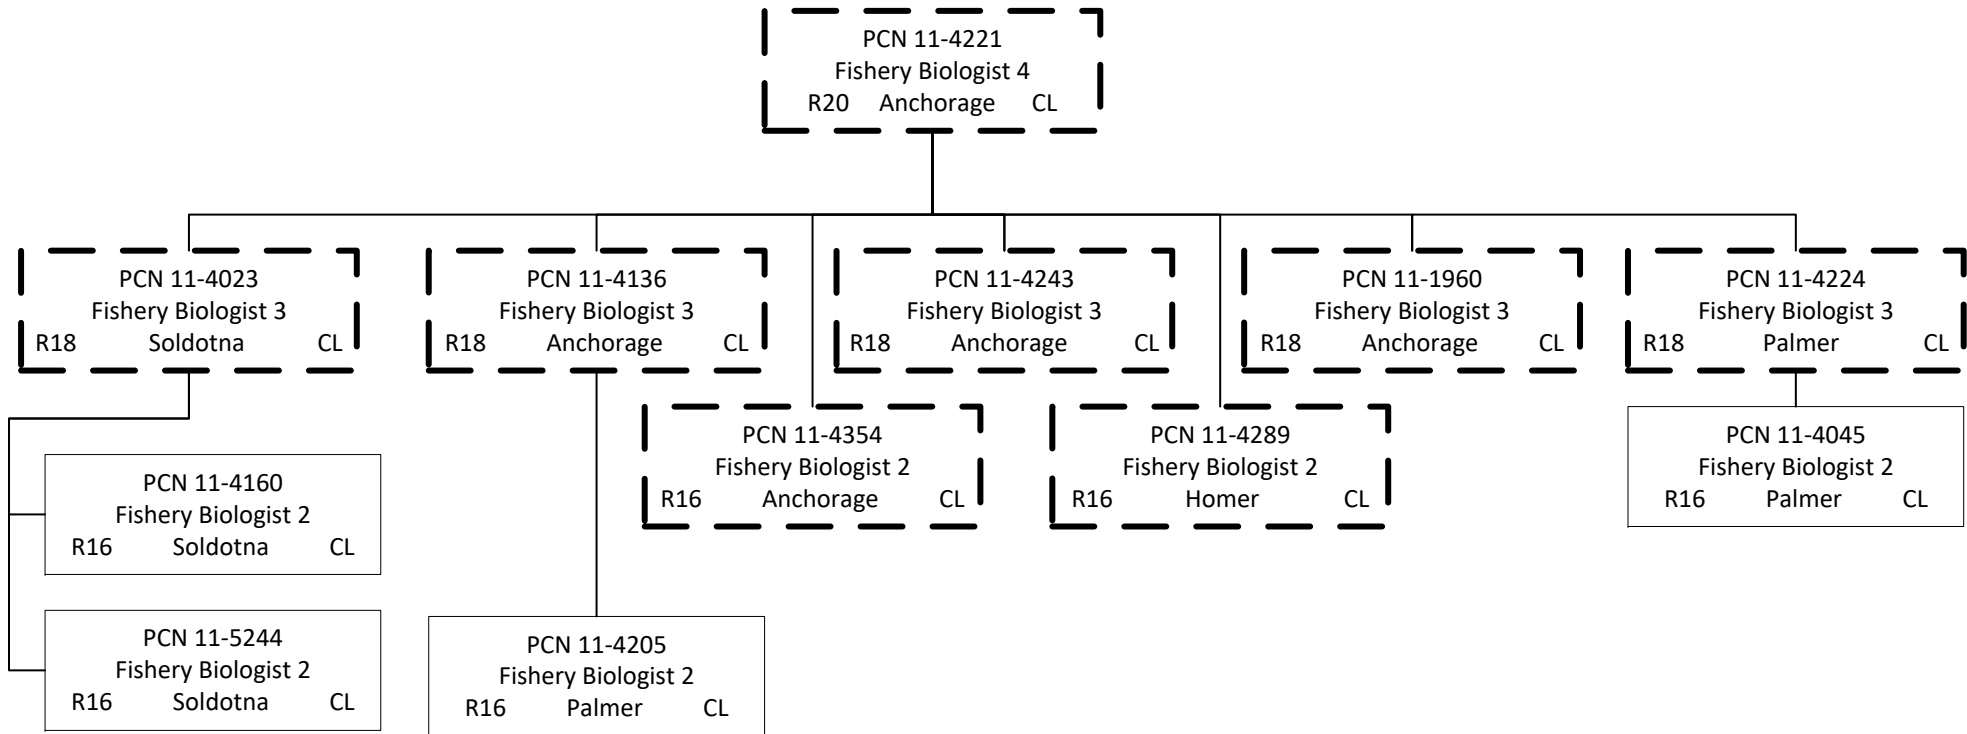 PCN 11-4221
Fishery Biologist 4
R20 Anchorage CL
PCN 11-4023
Fishery Biologist 3
R18 Soldotna CL
PCN 11-4136
Fishery Biologist 3
R18 Anchorage CL
PCN 11-4243
Fishery Biologist 3
R18 Anchorage CL
PCN 11-1960
Fishery Biologist 3
R18 Anchorage CL
PCN 11-4224
Fishery Biologist 3
R18 Palmer CL
PCN 11-4354
Fishery Biologist 2
R16 Anchorage CL
PCN 11-4289
Fishery Biologist 2
R16 Homer CL
PCN 11-4045
Fishery Biologist 2
R16 Palmer CL
PCN 11-4160
Fishery Biologist 2
R16 Soldotna CL
PCN 11-5244
Fishery Biologist 2
R16 Soldotna CL
PCN 11-4205
Fishery Biologist 2
R16 Palmer CL